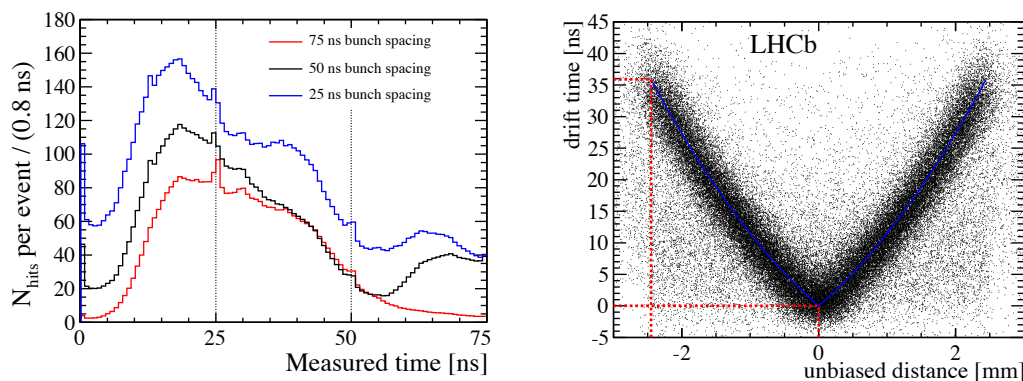 N_hits per event / (0.8 ns)
180
160
140
120
100
80
60
40
20
0
75 ns bunch spacing
50 ns bunch spacing
25 ns bunch spacing
0 25 50 75
Measured time [ns]
drift time [ns]
45
40
35
30
25
20
15
10
5
0
-5
LHCb
-2 0 2
unbiased distance [mm]